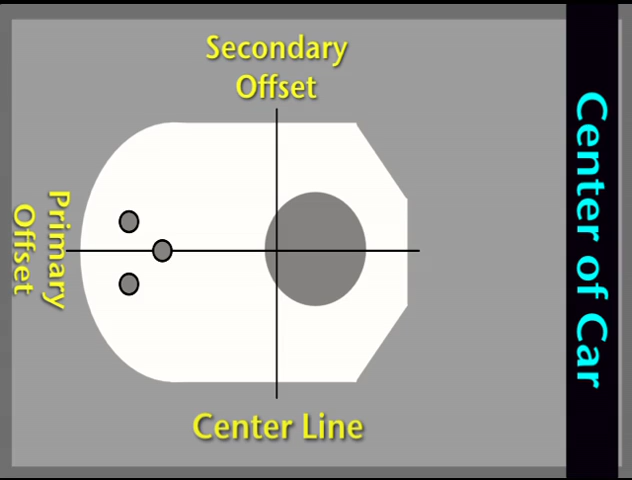 Secondary
Offset
Primary
Offset
Center Line
Center of Car